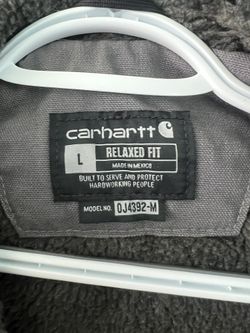 carhartt
L
RELAXED FIT
MADE IN MEXICO
BUILT TO SERVE AND PROTECT
HARDWORKING PEOPLE
MODEL NO. OJ4392-M